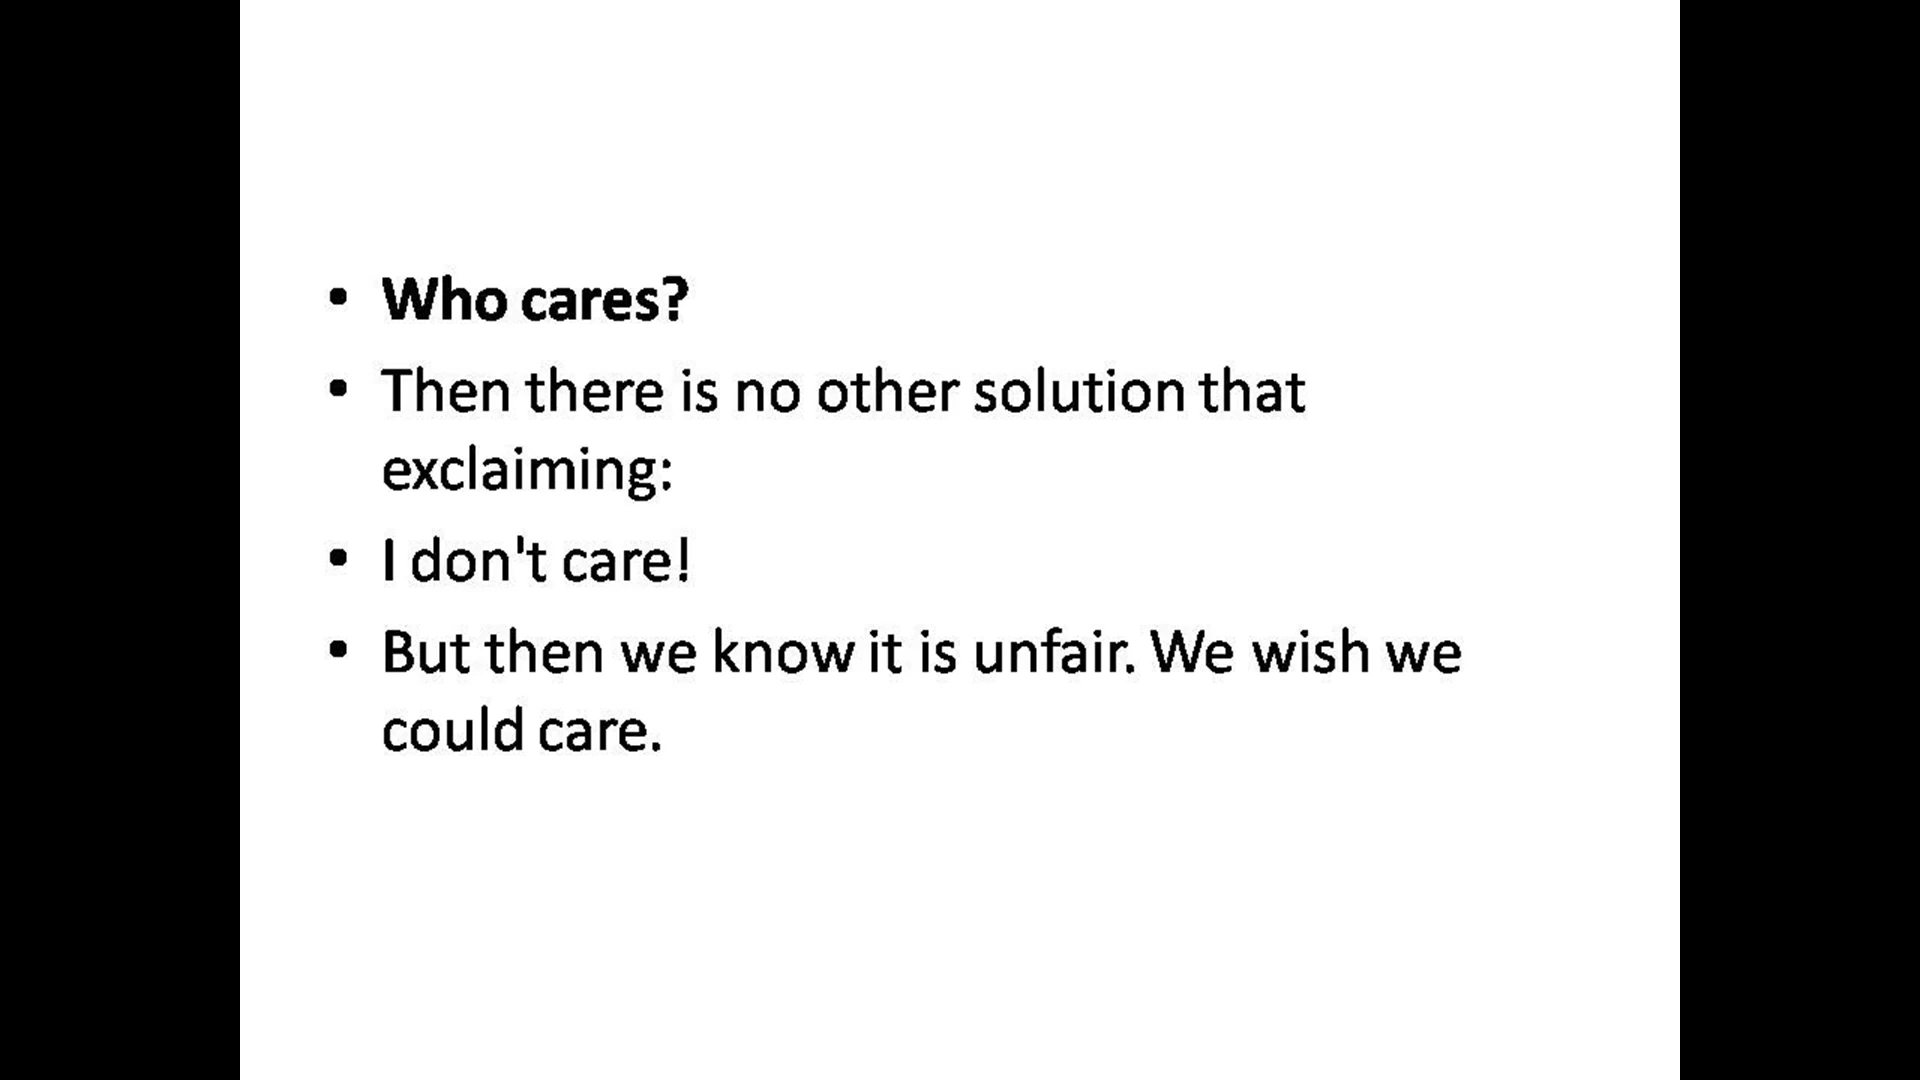 • Who cares?
• Then there is no other solution that
exclaiming:
• I don't care!
• But then we know it is unfair. We wish we
could care.